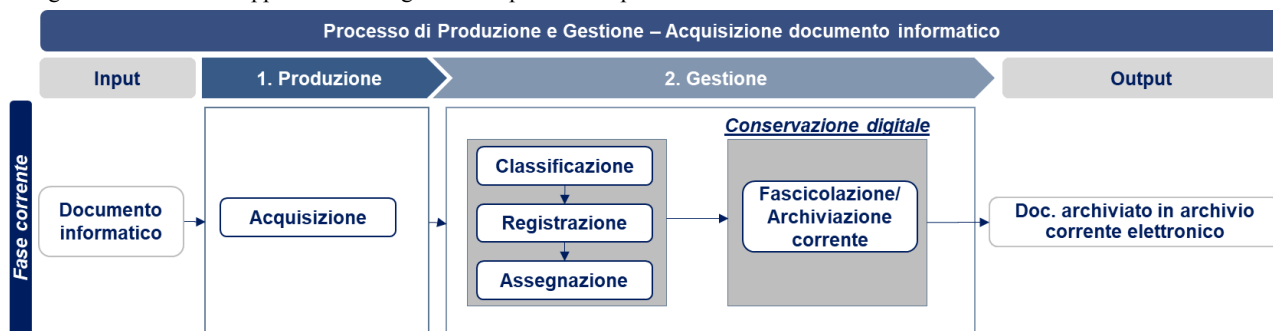 Processo di Produzione e Gestione – Acquisizione documento informatico
Input
1. Produzione
2. Gestione
Output
Fase corrente
Documento
informatico
Acquisizione
Classificazione
Registrazione
Assegnazione
Conservazione digitale
Fascicolazione/
Archiviazione
corrente
Doc. archiviato in archivio
corrente elettronico